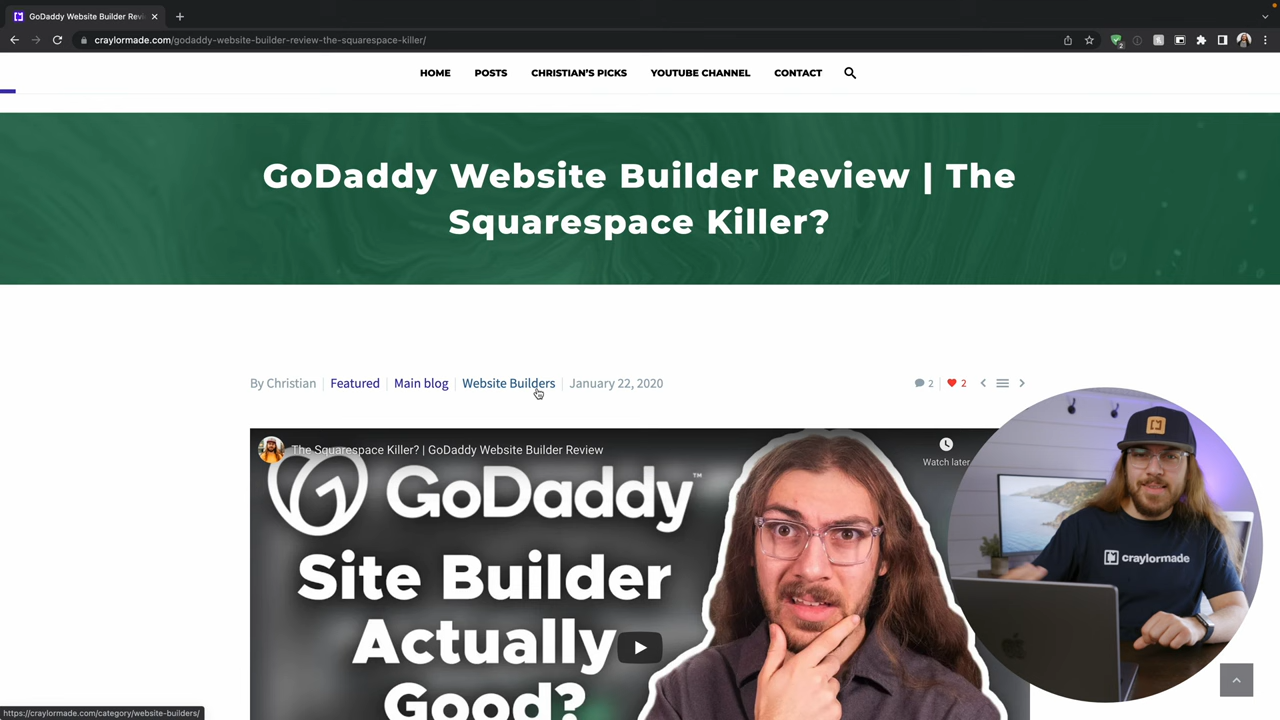 GoDaddy Website Builder Revi
craylormade.com/godaddy-website-builder-review-the-squarespace-killer/
2
HOME POSTS CHRISTIAN'S PICKS YOUTUBE CHANNEL CONTACT
GoDaddy Website Builder Review | The
Squarespace Killer?
By Christian Featured Main blog Website Builders January 22, 2020 2 2
The Squarespace Killer? | GoDaddy Website Builder Review
Watch later
GoDaddy™
Site Builder
Actually
Good?
craylormade
https://craylormade.com/category/website-builders/